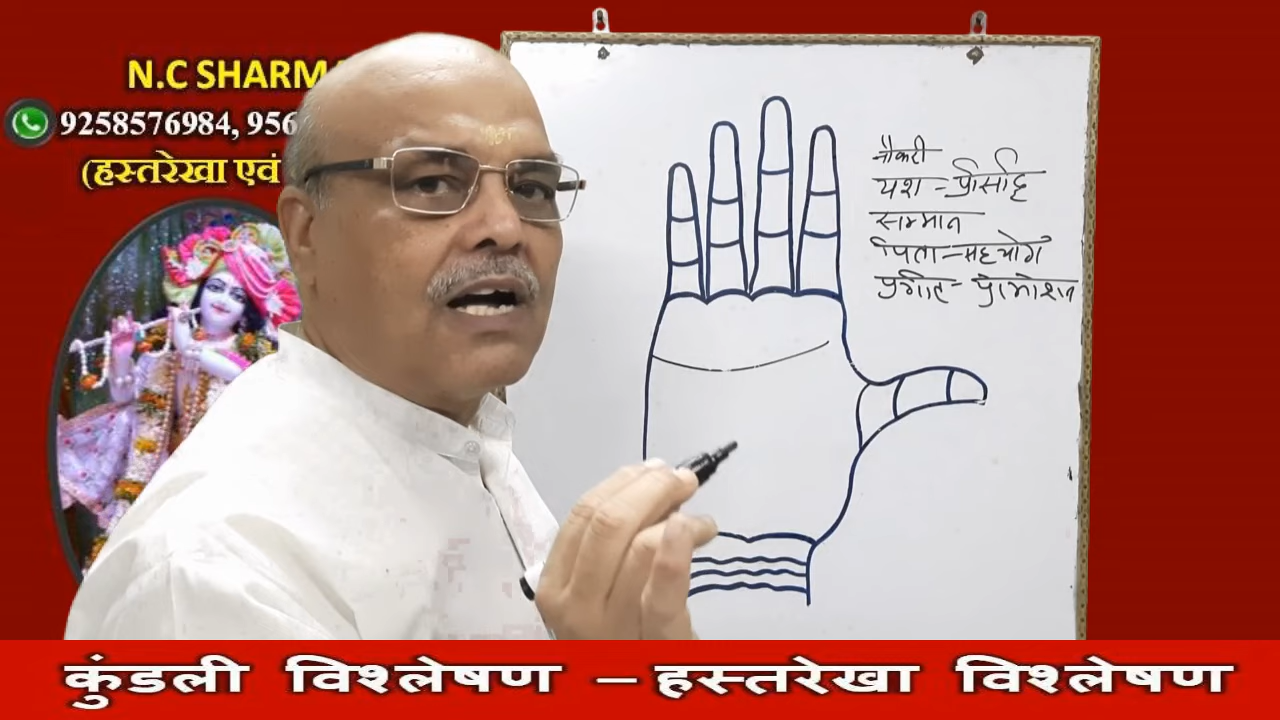 N.C SHARMA
9258576984, 956
(हस्तरेखा एवं
नौकरी
यश - प्रसिद्धि
सम्मान
पिता - सहयोग
प्रगति - प्रमोशन
कुंडली विश्लेषण – हस्तरेखा विश्लेषण